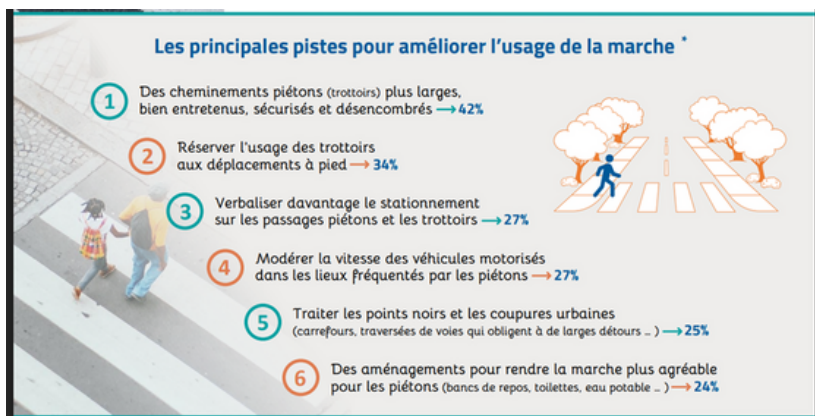 Les principales pistes pour améliorer l'usage de la marche *
1
Des cheminements piétons (trottoirs) plus larges,
bien entretenus, sécurisés et désencombrés → 42%
2
Réserver l'usage des trottoirs
aux déplacements à pied → 34%
3
Verbaliser davantage le stationnement
sur les passages piétons et les trottoirs → 27%
4
Modérer la vitesse des véhicules motorisés
dans les lieux fréquentés par les piétons → 27%
5
Traiter les points noirs et les coupures urbaines
(carrefours, traversées de voies qui obligent à de larges détours ... ) → 25%
6
Des aménagements pour rendre la marche plus agréable
pour les piétons (bancs de repos, toilettes, eau potable ... ) → 24%